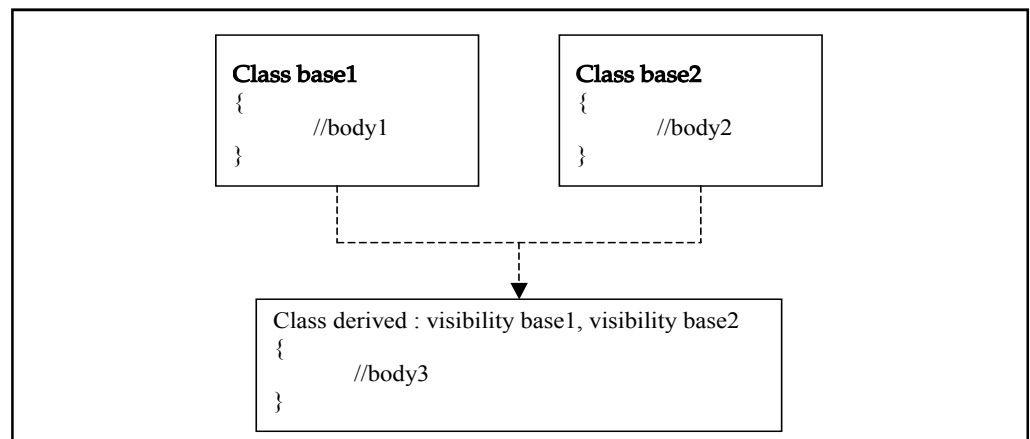 Class base1
{
//body1
}
Class base2
{
//body2
}
Class derived : visibility base1, visibility base2
{
//body3
}